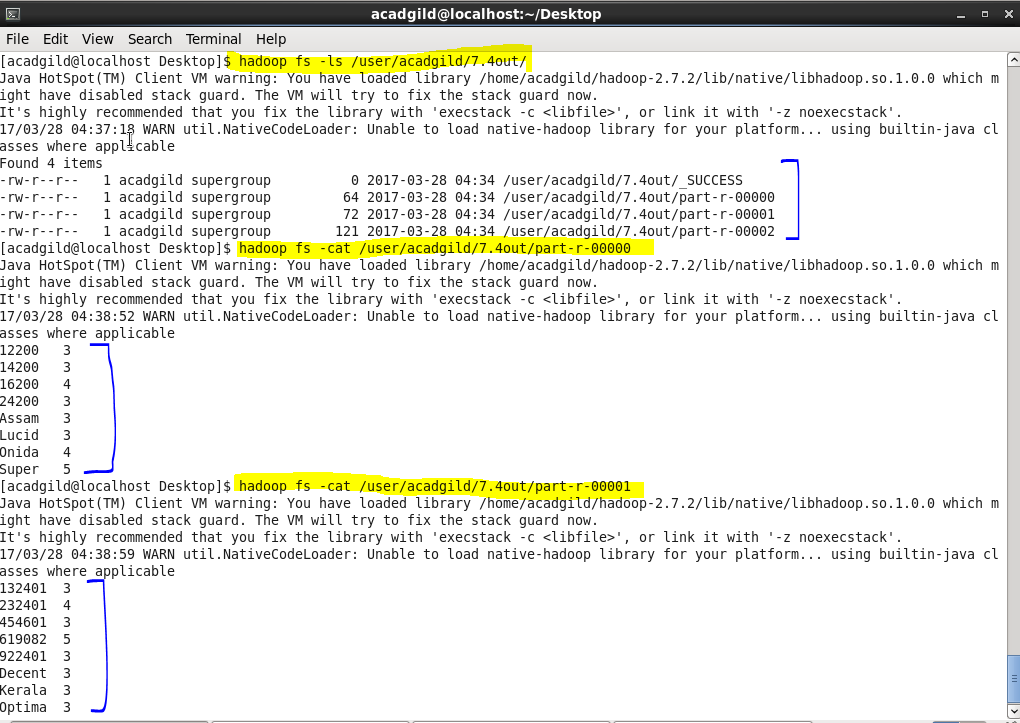 acadgild@localhost:~/Desktop
File Edit View Search Terminal Help
[acadgild@localhost Desktop]$ hadoop fs -ls /user/acadgild/7.4out/
Java HotSpot(TM) Client VM warning: You have loaded library /home/acadgild/hadoop-2.7.2/lib/native/libhadoop.so.1.0.0 which m
ight have disabled stack guard. The VM will try to fix the stack guard now.
It's highly recommended that you fix the library with 'execstack -c <libfile>', or link it with '-z noexecstack'.
17/03/28 04:37:18 WARN util.NativeCodeLoader: Unable to load native-hadoop library for your platform... using builtin-java cl
asses where applicable
Found 4 items
-rw-r--r--   1 acadgild supergroup          0 2017-03-28 04:34 /user/acadgild/7.4out/_SUCCESS
-rw-r--r--   1 acadgild supergroup         64 2017-03-28 04:34 /user/acadgild/7.4out/part-r-00000
-rw-r--r--   1 acadgild supergroup         72 2017-03-28 04:34 /user/acadgild/7.4out/part-r-00001
-rw-r--r--   1 acadgild supergroup        121 2017-03-28 04:34 /user/acadgild/7.4out/part-r-00002
[acadgild@localhost Desktop]$ hadoop fs -cat /user/acadgild/7.4out/part-r-00000
Java HotSpot(TM) Client VM warning: You have loaded library /home/acadgild/hadoop-2.7.2/lib/native/libhadoop.so.1.0.0 which m
ight have disabled stack guard. The VM will try to fix the stack guard now.
It's highly recommended that you fix the library with 'execstack -c <libfile>', or link it with '-z noexecstack'.
17/03/28 04:38:52 WARN util.NativeCodeLoader: Unable to load native-hadoop library for your platform... using builtin-java cl
asses where applicable
12200   3
14200   3
16200   4
24200   3
Assam   3
Lucid   3
Onida   4
Super   5
[acadgild@localhost Desktop]$ hadoop fs -cat /user/acadgild/7.4out/part-r-00001
Java HotSpot(TM) Client VM warning: You have loaded library /home/acadgild/hadoop-2.7.2/lib/native/libhadoop.so.1.0.0 which m
ight have disabled stack guard. The VM will try to fix the stack guard now.
It's highly recommended that you fix the library with 'execstack -c <libfile>', or link it with '-z noexecstack'.
17/03/28 04:38:59 WARN util.NativeCodeLoader: Unable to load native-hadoop library for your platform... using builtin-java cl
asses where applicable
132401  3
232401  4
454601  3
619082  5
922401  3
Decent  3
Kerala  3
Optima  3